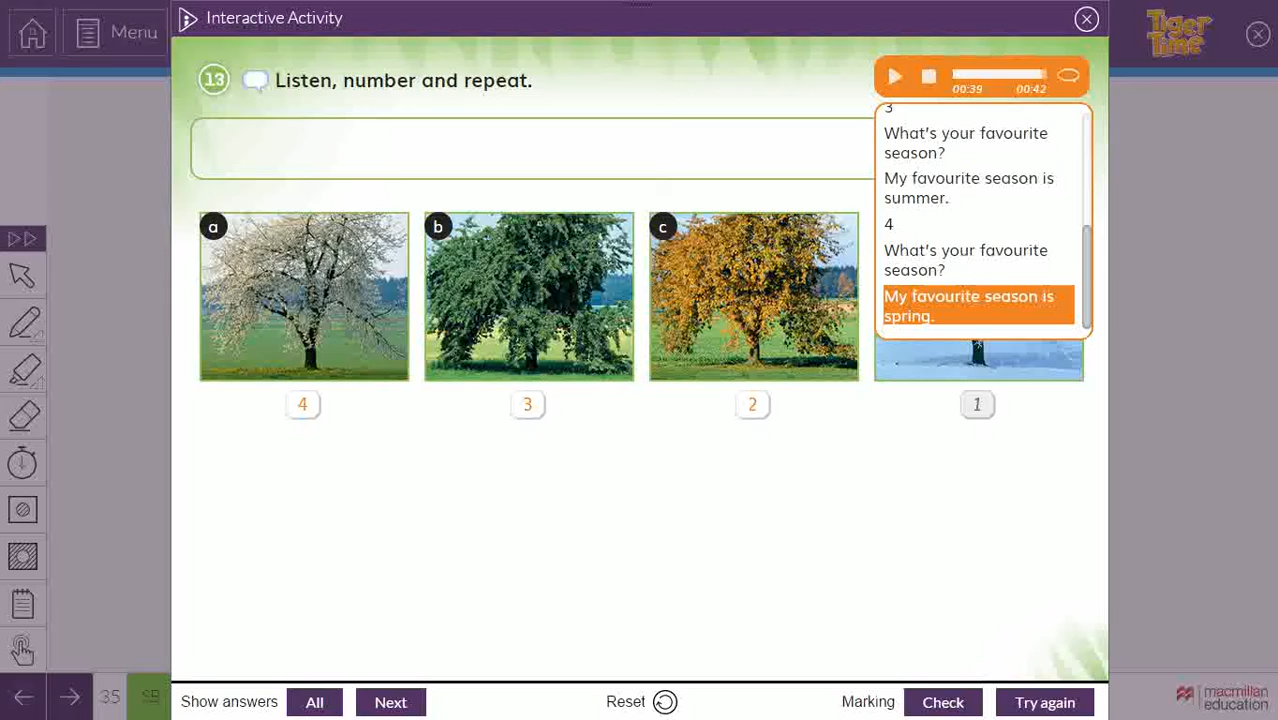 Interactive Activity
Menu
Tiger
Time
13 Listen, number and repeat.
00:39 00:42
3
What's your favourite
season?
My favourite season is
summer.
4
What's your favourite
season?
My favourite season is
spring.
a b c
4 3 2 1
35 SB
Show answers All Next Reset Marking Check Try again
macmillan
education